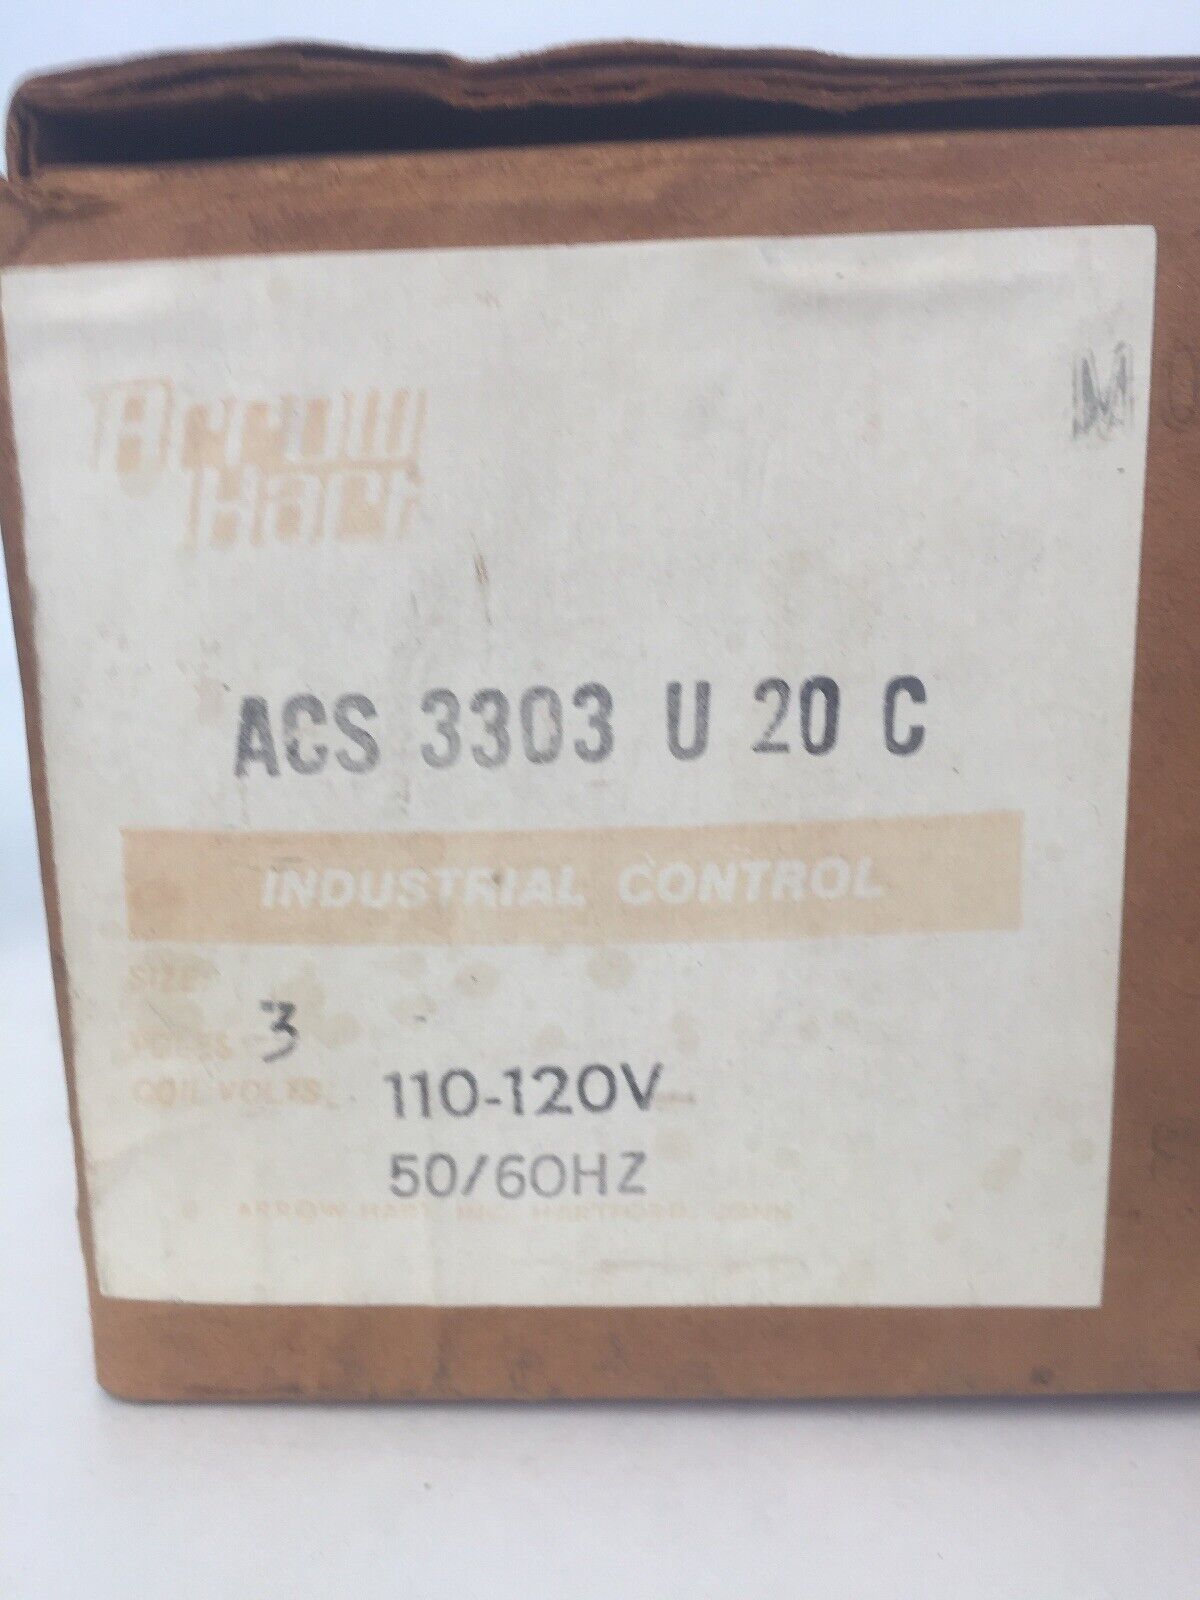 Arrow
Hart
ACS 3303 U 20 C
INDUSTRIAL CONTROL
SIZE
POLES 3
COIL VOLTS 110-120V
50/60HZ
ARROW-HART, INC. HARTFORD, CONN